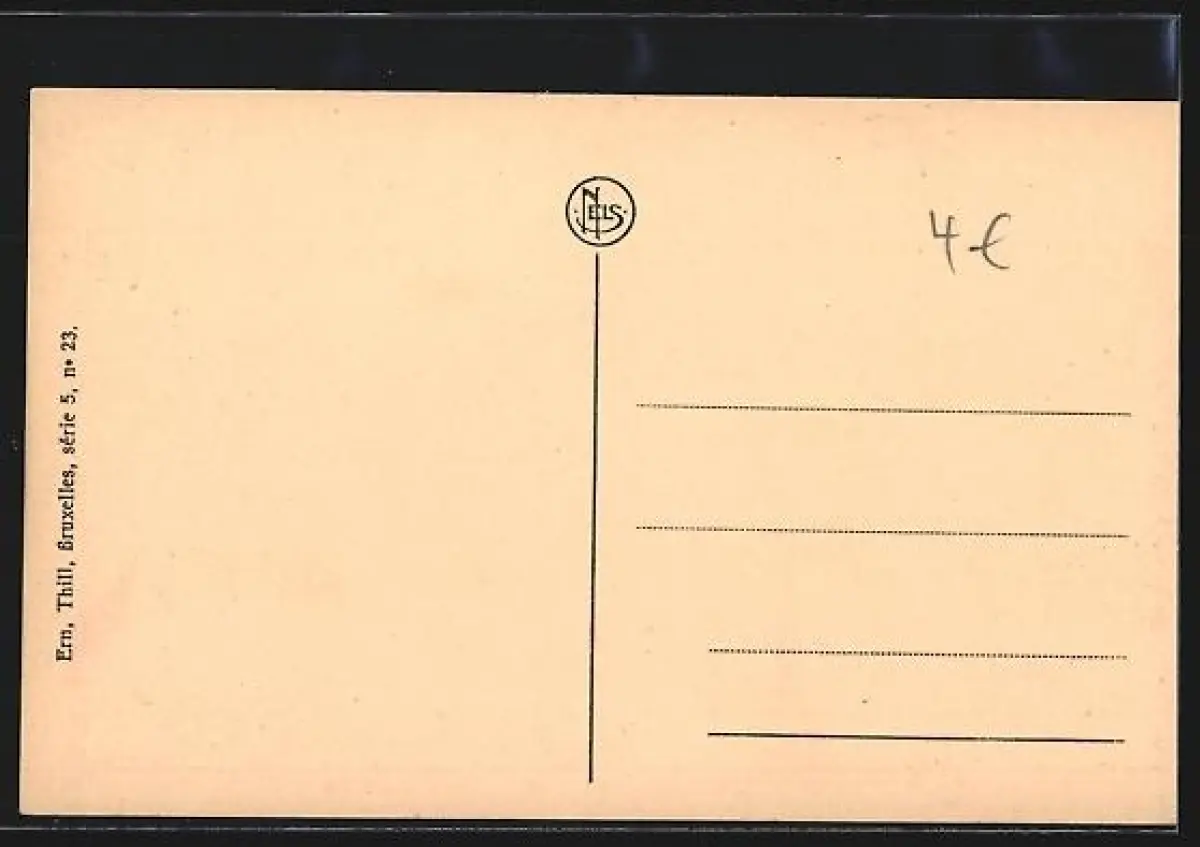 Ern. Thill, Bruxelles, série 5, n° 23.
NELS
4 €